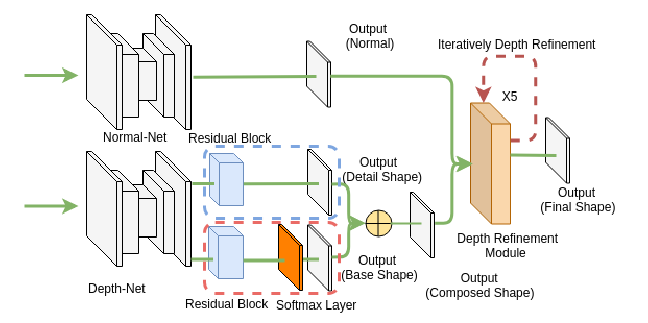 Output
(Normal)
Iteratively Depth Refinement
X5
Normal-Net
Residual Block
Output
(Detail Shape)
Output
(Final Shape)
Depth Refinement
Module
Output
(Base Shape)
Output
(Composed Shape)
Depth-Net
Residual Block
Softmax Layer